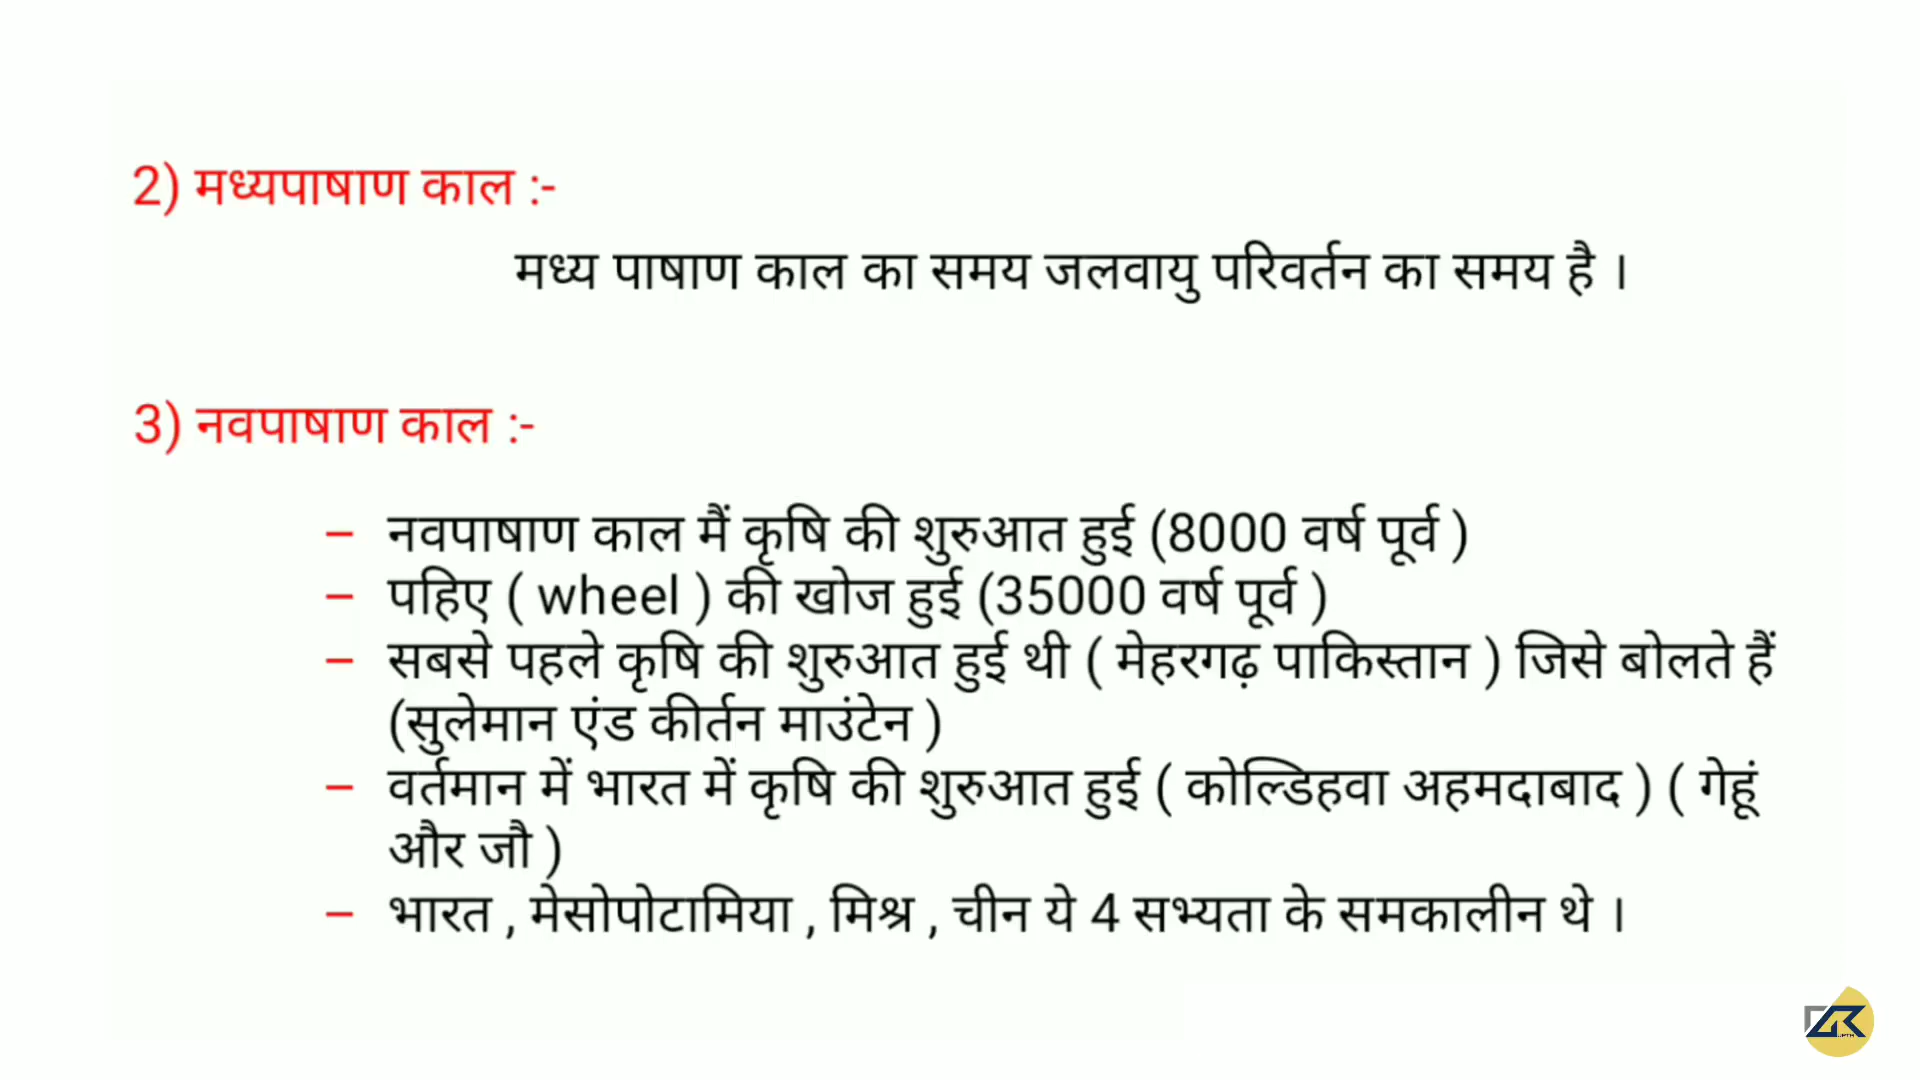 2) मध्यपाषाण काल :-
मध्य पाषाण काल का समय जलवायु परिवर्तन का समय है ।
3) नवपाषाण काल :-
– नवपाषाण काल मैं कृषि की शुरुआत हुई (8000 वर्ष पूर्व )
– पहिए ( wheel ) की खोज हुई (35000 वर्ष पूर्व )
– सबसे पहले कृषि की शुरुआत हुई थी ( मेहरगढ़ पाकिस्तान ) जिसे बोलते हैं
(सुलेमान एंड कीर्तन माउंटेन )
– वर्तमान में भारत में कृषि की शुरुआत हुई ( कोल्डिहवा अहमदाबाद ) ( गेहूं
और जौ )
– भारत , मेसोपोटामिया , मिश्र , चीन ये 4 सभ्यता के समकालीन थे ।